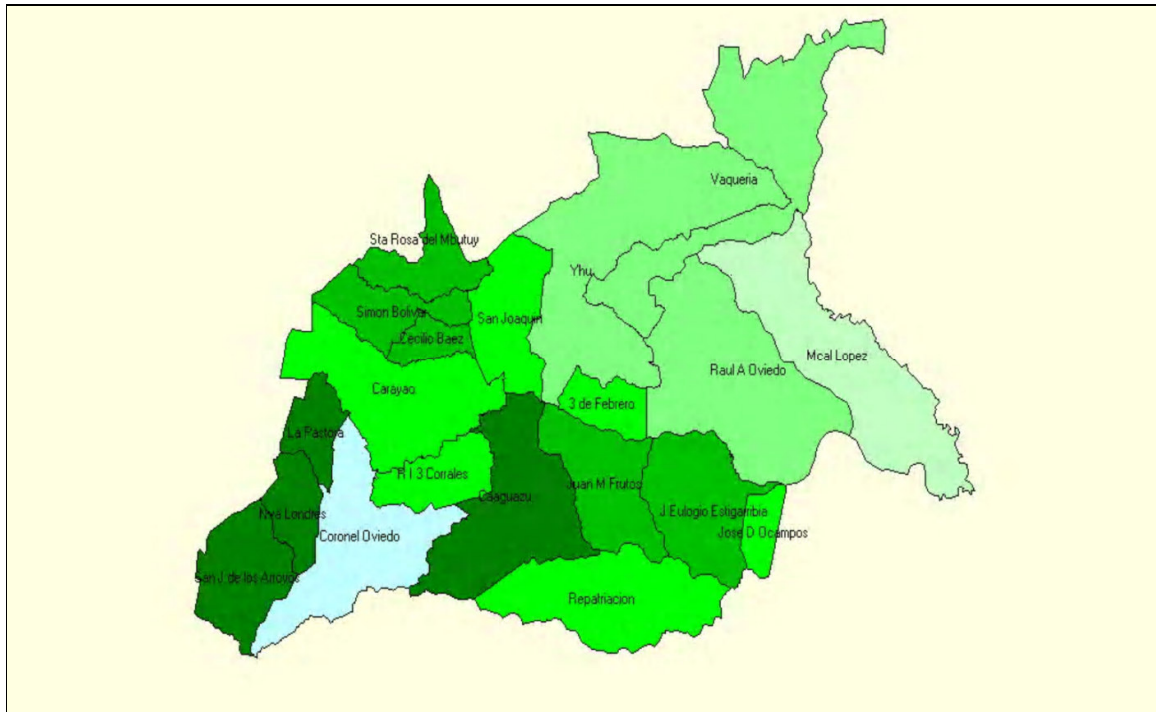 Vaqueria
Sta Rosa del Mbutuy
Yhu
Simon Bolivar
San Joaquin
Cecilio Baez
Mcal Lopez
Raul A Oviedo
Carayao
3 de Febrero
La Pastora
R I 3 Corrales
Caaguazu
Juan M Frutos
Nva Londres
J Eulogio Estigarribia
Jose D Ocampos
Coronel Oviedo
San J. de los Arroyos
Repatriacion